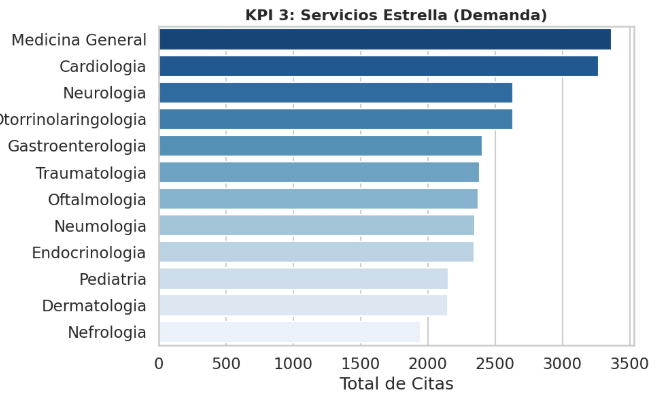 KPI 3: Servicios Estrella (Demanda)
Medicina General
Cardiologia
Neurologia
Otorrinolaringologia
Gastroenterologia
Traumatologia
Oftalmologia
Neumologia
Endocrinologia
Pediatria
Dermatologia
Nefrologia
0 500 1000 1500 2000 2500 3000 3500
Total de Citas